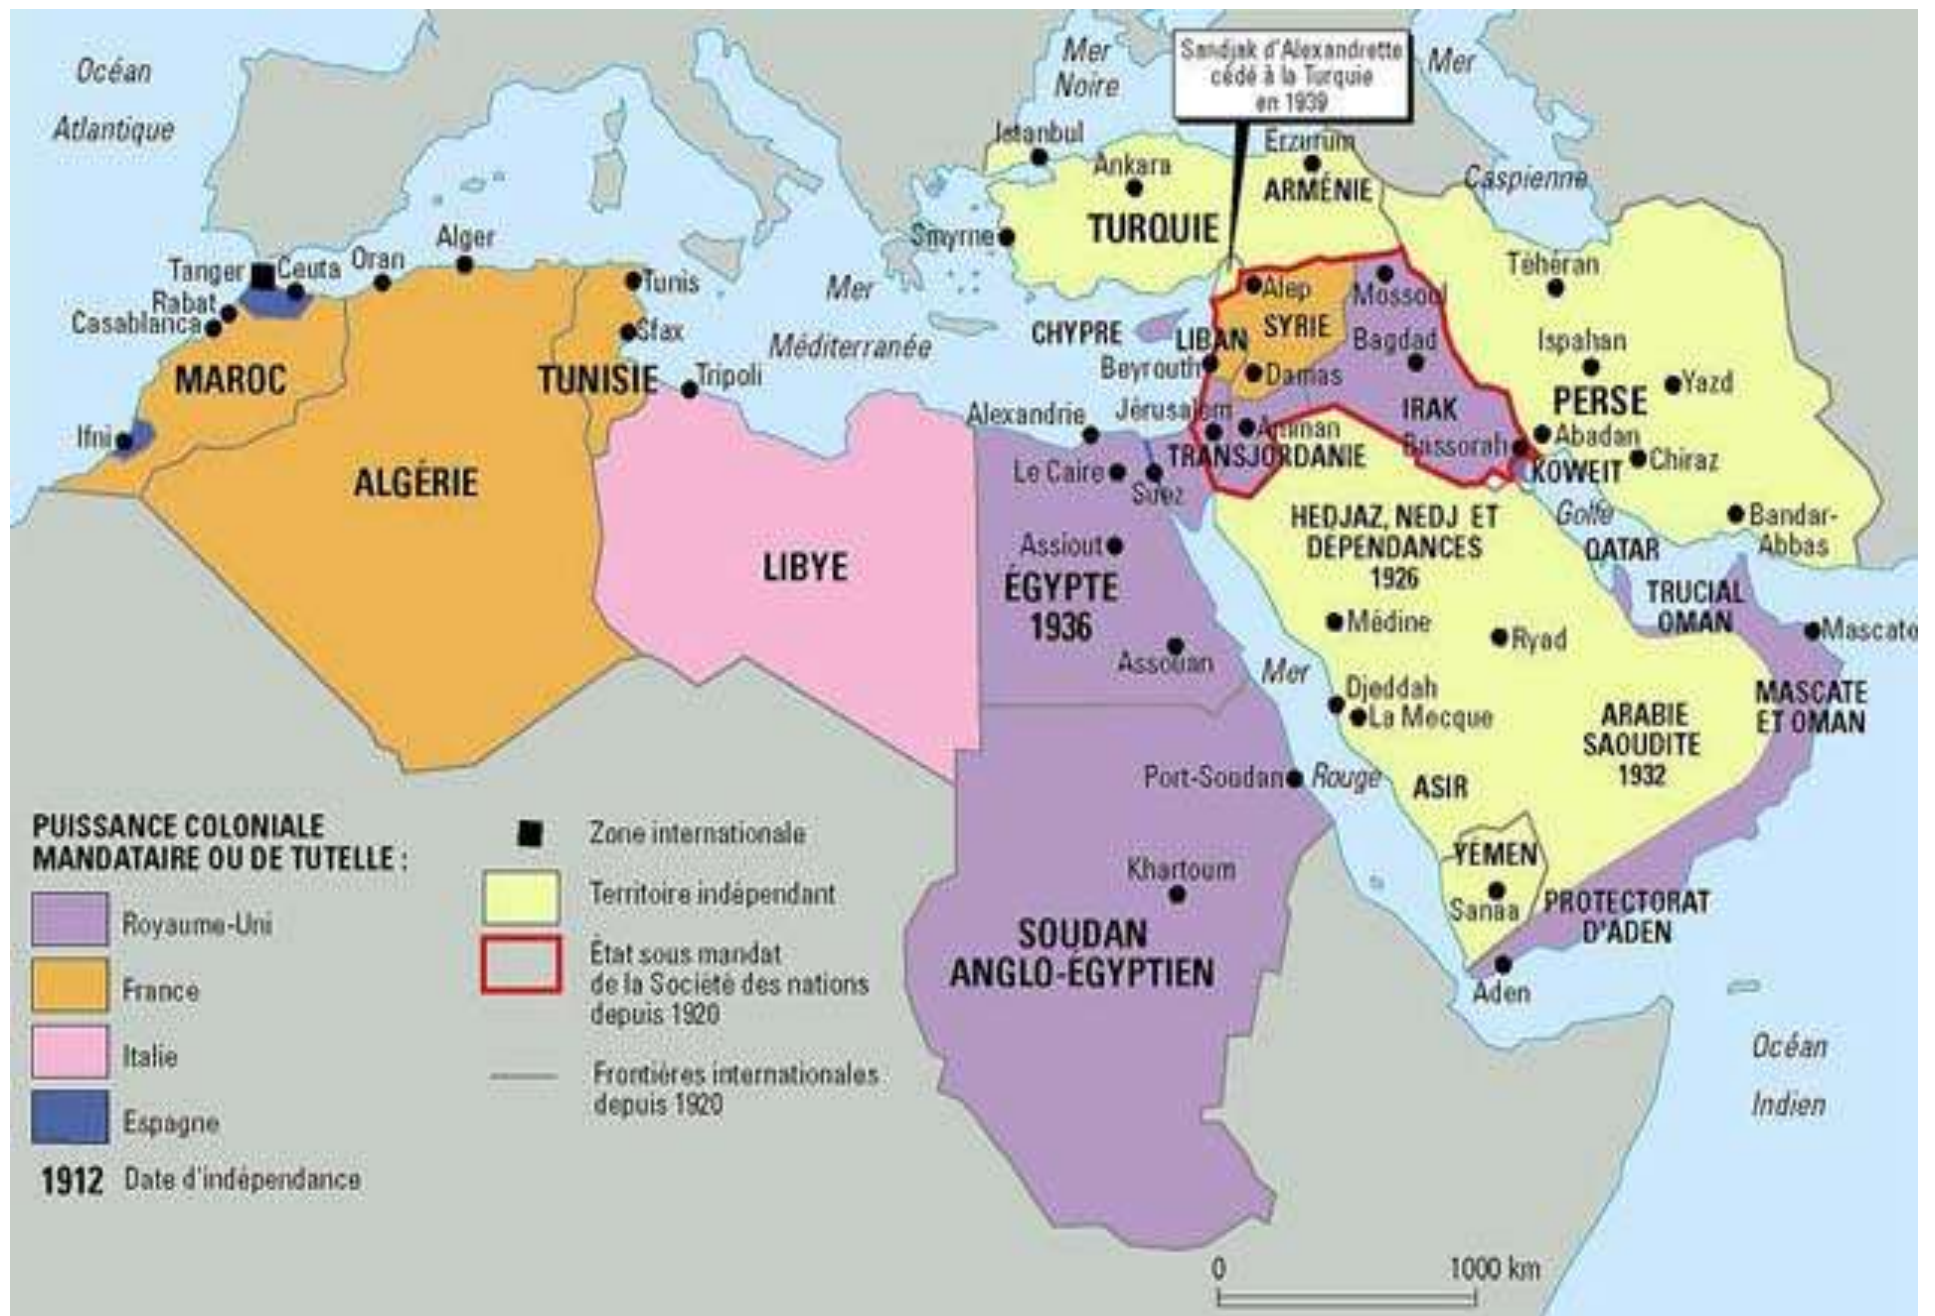 Océan
Atlantique
Mer
Noire
Sandjak d'Alexandrette
cédé à la Turquie
en 1939
Mer
Caspienne
Istanbul
Ankara
Erzurum
ARMÉNIE
TURQUIE
Smyrne
Tanger
Ceuta
Oran
Alger
Rabat
Casablanca
MAROC
Ifni
ALGÉRIE
Tunis
Sfax
TUNISIE
Tripoli
LIBYE
Mer
Méditerranée
CHYPRE
Alep
SYRIE
LIBAN
Beyrouth
Damas
Mossoul
Bagdad
IRAK
Bassorah
Téhéran
Ispahan
Yazd
PERSE
Abadan
Chiraz
KOWEIT
Golfe
Bandar-
Abbas
Alexandrie
Jérusalem
Amman
TRANSJORDANIE
Le Caire
Suez
Assiout
ÉGYPTE
1936
Assouan
HEDJAZ, NEDJ ET
DÉPENDANCES
1926
QATAR
TRUCIAL
OMAN
Mascate
MASCATE
ET OMAN
Médine
Ryad
Mer
Rouge
Djeddah
La Mecque
ARABIE
SAOUDITE
1932
ASIR
YÉMEN
Sanaa
PROTECTORAT
D'ADEN
Aden
Port-Soudan
Khartoum
SOUDAN
ANGLO-ÉGYPTIEN
Océan
Indien
PUISSANCE COLONIALE
MANDATAIRE OU DE TUTELLE :
Royaume-Uni
France
Italie
Espagne
1912 Date d'indépendance
Zone internationale
Territoire indépendant
État sous mandat
de la Société des nations
depuis 1920
Frontières internationales
depuis 1920
0 1000 km